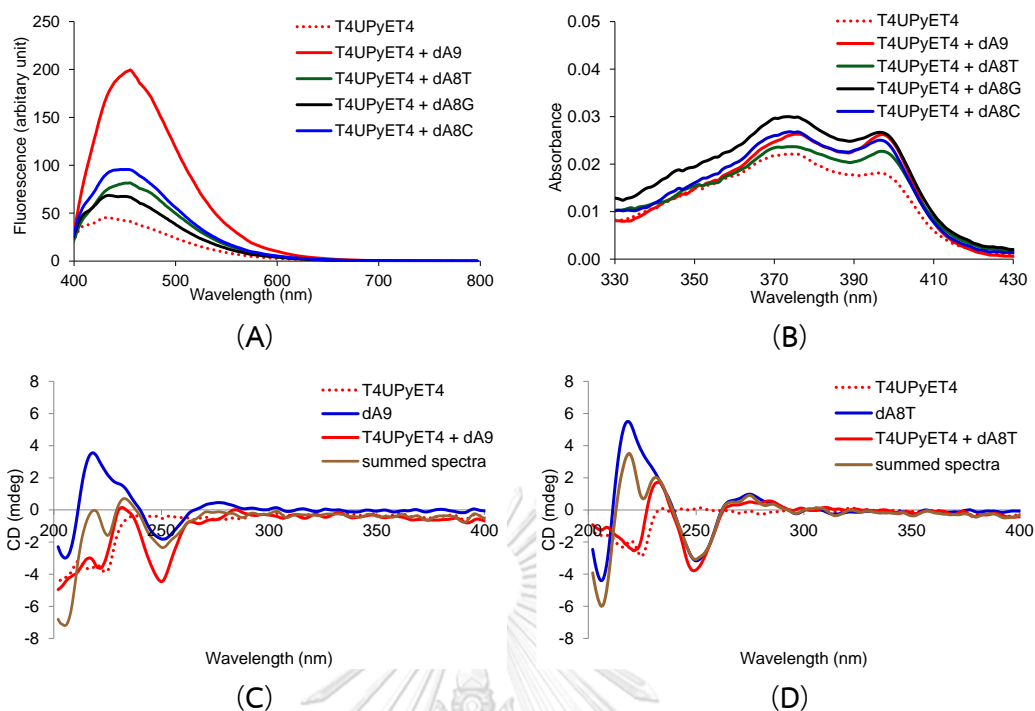 250
200
150
100
50
0
Fluorescence (arbitary unit)
400 500 600 700 800
Wavelength (nm)
T4UPyET4
T4UPyET4 + dA9
T4UPyET4 + dA8T
T4UPyET4 + dA8G
T4UPyET4 + dA8C
(A)
0.05
0.04
0.03
0.02
0.01
0.00
Absorbance
330 350 370 390 410 430
Wavelength (nm)
T4UPyET4
T4UPyET4 + dA9
T4UPyET4 + dA8T
T4UPyET4 + dA8G
T4UPyET4 + dA8C
(B)
8
6
4
2
0
-2
-4
-6
-8
CD (mdeg)
200 250 300 350 400
Wavelength (nm)
T4UPyET4
dA9
T4UPyET4 + dA9
summed spectra
(C)
8
6
4
2
0
-2
-4
-6
-8
CD (mdeg)
200 250 300 350 400
Wavelength (nm)
T4UPyET4
dA8T
T4UPyET4 + dA8T
summed spectra
(D)